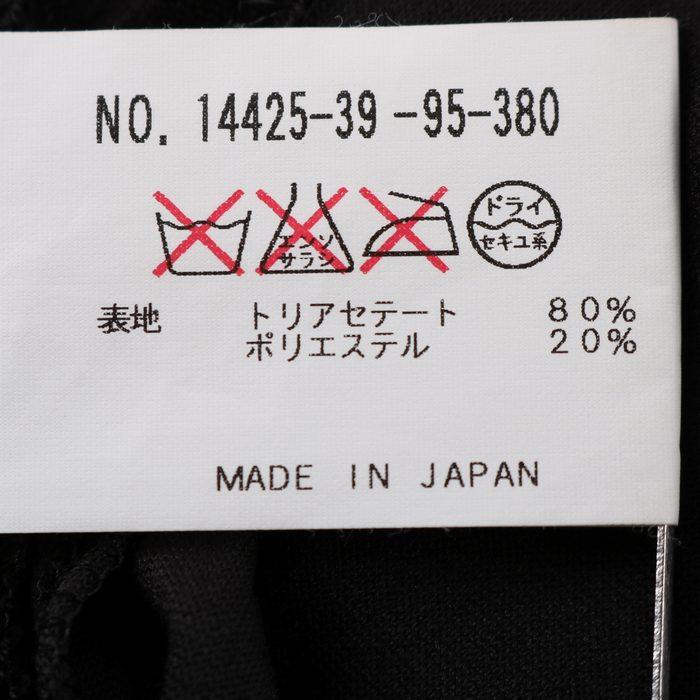 NO. 14425-39 -95-380
エンソ
サラシ
ドライ
セキユ系
表地 トリアセテート 80%
ポリエステル 20%
MADE IN JAPAN